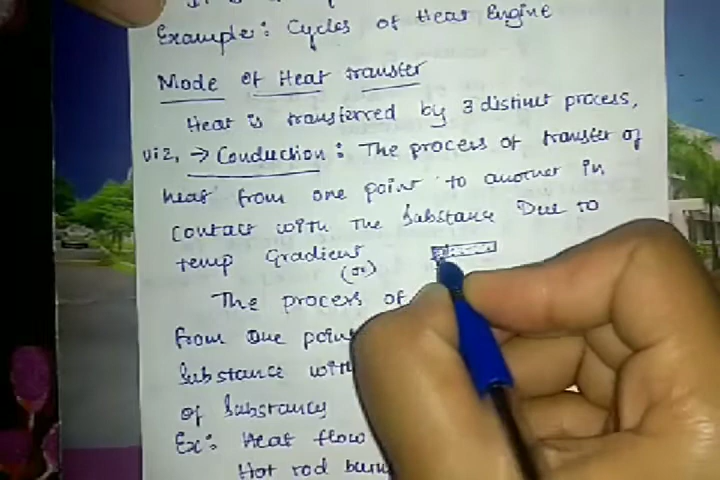 Example: Cycles of Heat Engine
Mode of Heat transfer
Heat is transferred by 3 distinct process,
viz, → Conduction: The process of transfer of
heat from one point to another in
contact with the substance Due to
temp Gradient
(or)
The process of
from one point
Substance with
of Substancy
Ex: Heat flow
Hot rod burn